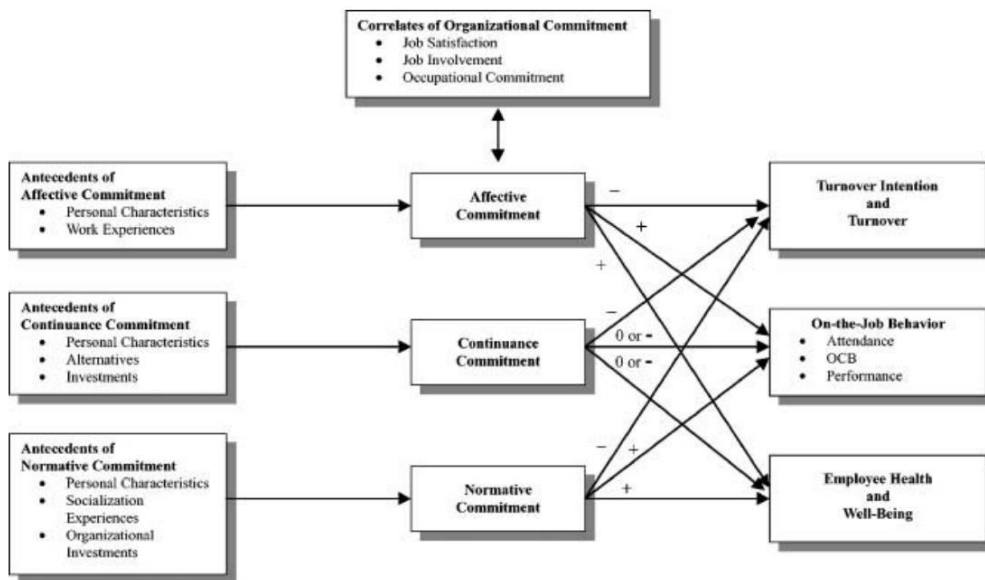 Correlates of Organizational Commitment
• Job Satisfaction
• Job Involvement
• Occupational Commitment
Antecedents of
Affective Commitment
• Personal Characteristics
• Work Experiences
Affective
Commitment
−
+
+
Turnover Intention
and
Turnover
Antecedents of
Continuance Commitment
• Personal Characteristics
• Alternatives
• Investments
Continuance
Commitment
−
0 or -
0 or -
On-the-Job Behavior
• Attendance
• OCB
• Performance
Antecedents of
Normative Commitment
• Personal Characteristics
• Socialization
Experiences
• Organizational
Investments
Normative
Commitment
−
+
+
Employee Health
and
Well-Being